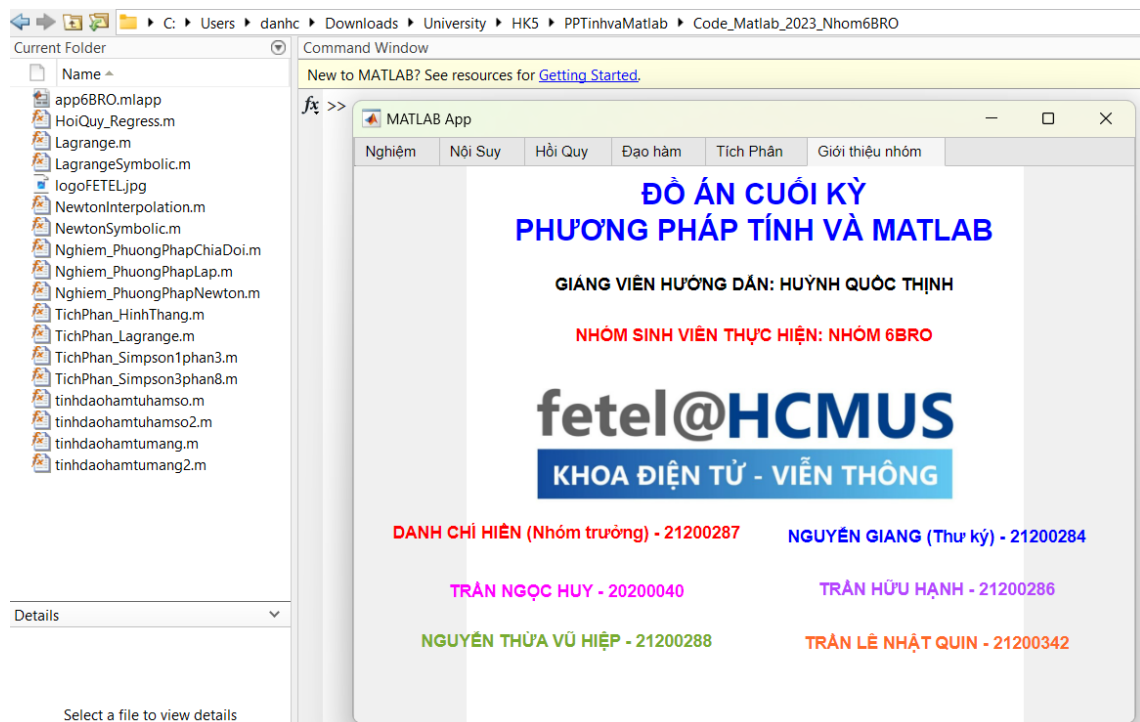 C: ▸ Users ▸ danhc ▸ Downloads ▸ University ▸ HK5 ▸ PPTinhvaMatlab ▸ Code_Matlab_2023_Nhom6BRO
Current Folder
Name
app6BRO.mlapp
HoiQuy_Regress.m
Lagrange.m
LagrangeSymbolic.m
logoFETEL.jpg
NewtonInterpolation.m
NewtonSymbolic.m
Nghiem_PhuongPhapChiaDoi.m
Nghiem_PhuongPhapLap.m
Nghiem_PhuongPhapNewton.m
TichPhan_HinhThang.m
TichPhan_Lagrange.m
TichPhan_Simpson1phan3.m
TichPhan_Simpson3phan8.m
tinhdaohamtuhamso.m
tinhdaohamtuhamso2.m
tinhdaohamtumang.m
tinhdaohamtumang2.m
Details
Select a file to view details
Command Window
New to MATLAB? See resources for Getting Started.
fx >>
MATLAB App
Nghiệm Nội Suy Hồi Quy Đạo hàm Tích Phân Giới thiệu nhóm
ĐỒ ÁN CUỐI KỲ
PHƯƠNG PHÁP TÍNH VÀ MATLAB
GIẢNG VIÊN HƯỚNG DẪN: HUỲNH QUỐC THỊNH
NHÓM SINH VIÊN THỰC HIỆN: NHÓM 6BRO
fetel@HCMUS
KHOA ĐIỆN TỬ - VIỄN THÔNG
DANH CHÍ HIỀN (Nhóm trưởng) - 21200287
NGUYỄN GIANG (Thư ký) - 21200284
TRẦN NGỌC HUY - 20200040
TRẦN HỮU HẠNH - 21200286
NGUYỄN THỪA VŨ HIỆP - 21200288
TRẦN LÊ NHẬT QUIN - 21200342